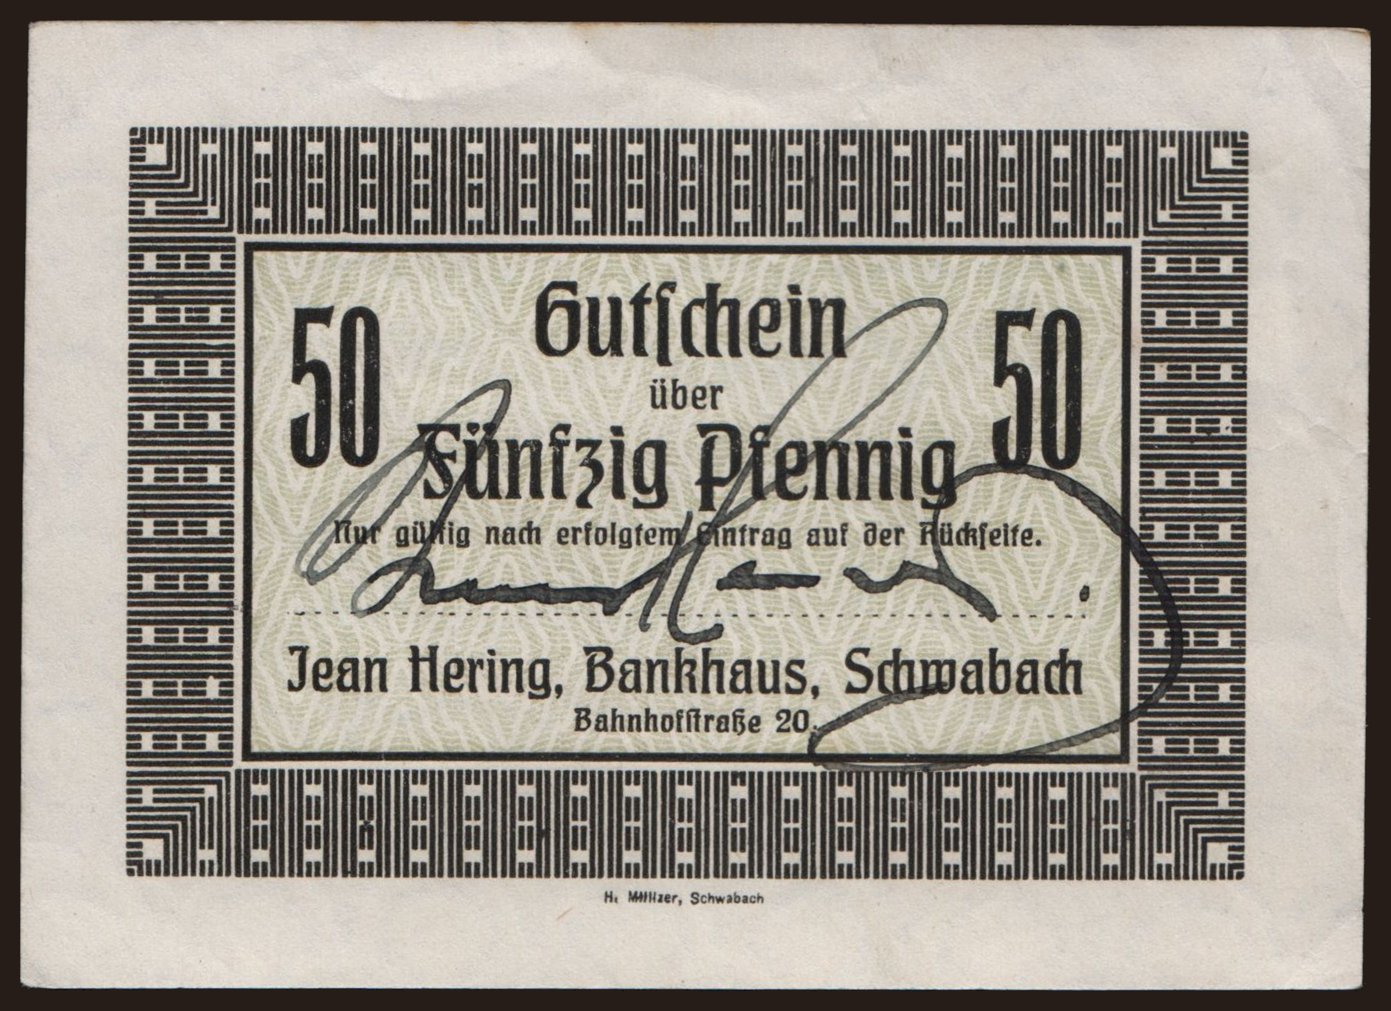 50 Gutſchein 50
über
Fünfzig Pfennig
Nur gültig nach erfolgtem Eintrag auf der Rückſeite.
Jean Hering, Bankhaus, Schwabach
Bahnhofſtraße 20.
H. Millizer, Schwabach